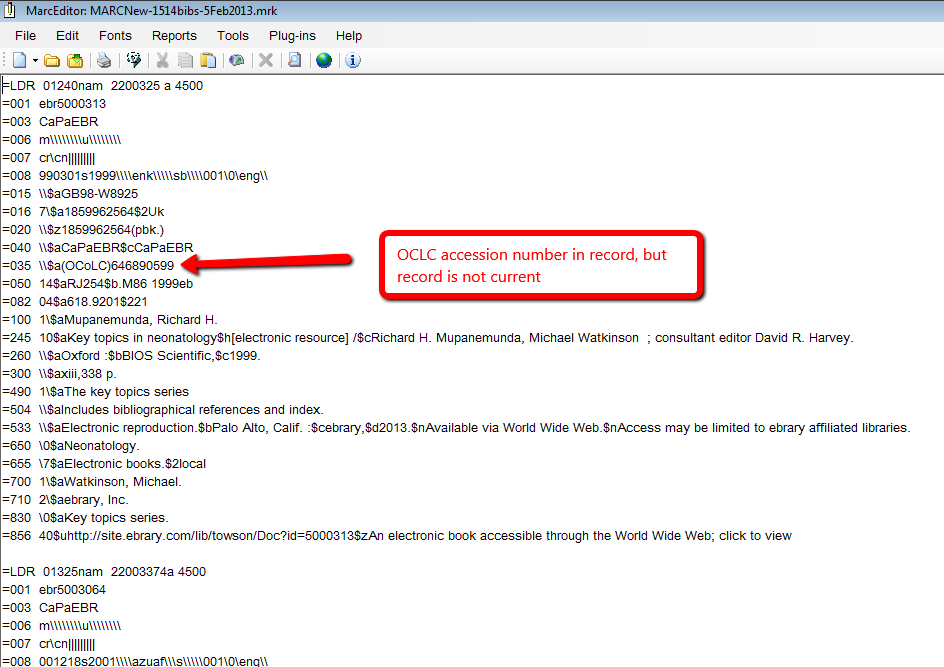 MarcEditor: MARCNew-1514bibs-5Feb2013.mrk
File Edit Fonts Reports Tools Plug-ins Help
=LDR 01240nam 2200325 a 4500
=001 ebr5000313
=003 CaPaEBR
=006 m\\\\\\\\u\\\\\\\\
=007 cr\cn|||||||||
=008 990301s1999\\\\enk\\\\\sb\\\\001\0\eng\\
=015 \\$aGB98-W8925
=016 7\$a1859962564$2Uk
=020 \\$z1859962564(pbk.)
=040 \\$aCaPaEBR$cCaPaEBR
=035 \\$a(OCoLC)646890599
OCLC accession number in record, but
record is not current
=050 14$aRJ254$b.M86 1999eb
=082 04$a618.9201$221
=100 1\$aMupanemunda, Richard H.
=245 10$aKey topics in neonatology$h[electronic resource] /$cRichard H. Mupanemunda, Michael Watkinson ; consultant editor David R. Harvey.
=260 \\$aOxford :$bBIOS Scientific,$c1999.
=300 \\$axiii,338 p.
=490 1\$aThe key topics series
=504 \\$aIncludes bibliographical references and index.
=533 \\$aElectronic reproduction.$bPalo Alto, Calif. :$cebrary,$d2013.$nAvailable via World Wide Web.$nAccess may be limited to ebrary affiliated libraries.
=650 \0$aNeonatology.
=655 \7$aElectronic books.$2local
=700 1\$aWatkinson, Michael.
=710 2\$aebrary, Inc.
=830 \0$aKey topics series.
=856 40$uhttp://site.ebrary.com/lib/towson/Doc?id=5000313$zAn electronic book accessible through the World Wide Web; click to view
=LDR 01325nam 22003374a 4500
=001 ebr5003064
=003 CaPaEBR
=006 m\\\\\\\\u\\\\\\\\
=007 cr\cn|||||||||
=008 001218s2001\\\\azuaf\\\s\\\\\001\0\eng\\